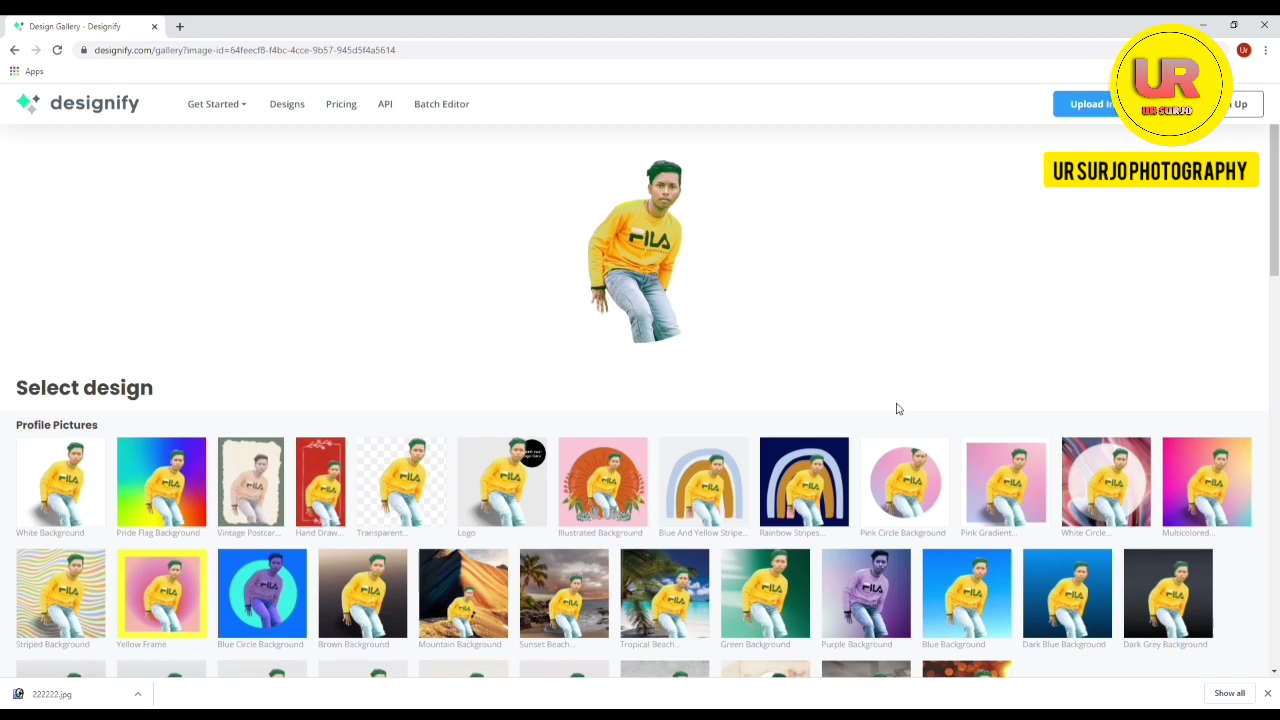 Design Gallery - Designify
designify.com/gallery?image-id=64feecf8-f4bc-4cce-9b57-945d5f4a5614
Ur
Apps
designify
Get Started
Designs
Pricing
API
Batch Editor
Upload
Up
UR
UR SURJO
UR SURJO PHOTOGRAPHY
FILA
Select design
Profile Pictures
White Background
Pride Flag Background
Vintage Postcar...
Hand Draw...
Transparent...
Logo
Illustrated Background
Blue And Yellow Stripe...
Rainbow Stripes...
Pink Circle Background
Pink Gradient...
White Circle...
Multicolored...
Striped Background
Yellow Frame
Blue Circle Background
Brown Background
Mountain Background
Sunset Beach...
Tropical Beach...
Green Background
Purple Background
Blue Background
Dark Blue Background
Dark Grey Background
222222.jpg
Show all